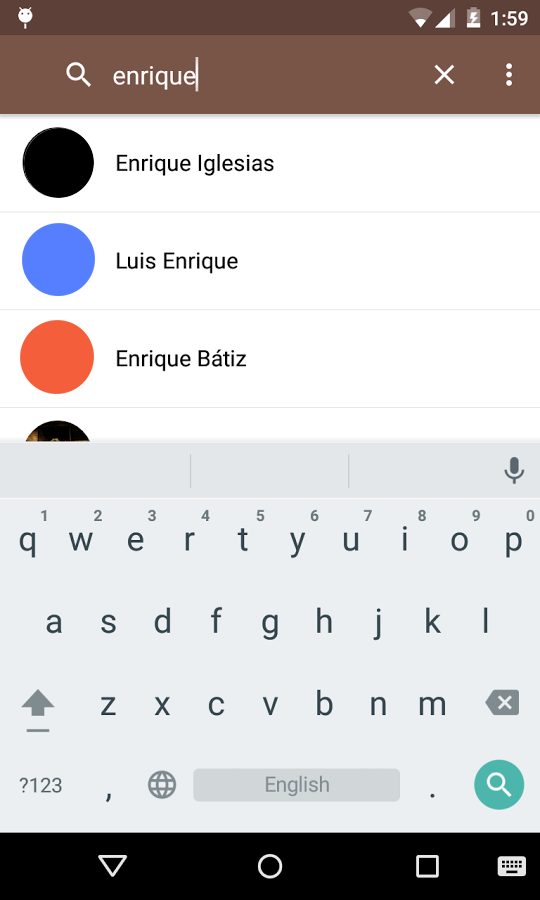 1:59
enrique
Enrique Iglesias
Luis Enrique
Enrique Bátiz
1 2 3 4 5 6 7 8 9 0
q w e r t y u i o p
a s d f g h j k l
z x c v b n m
?123 , English .